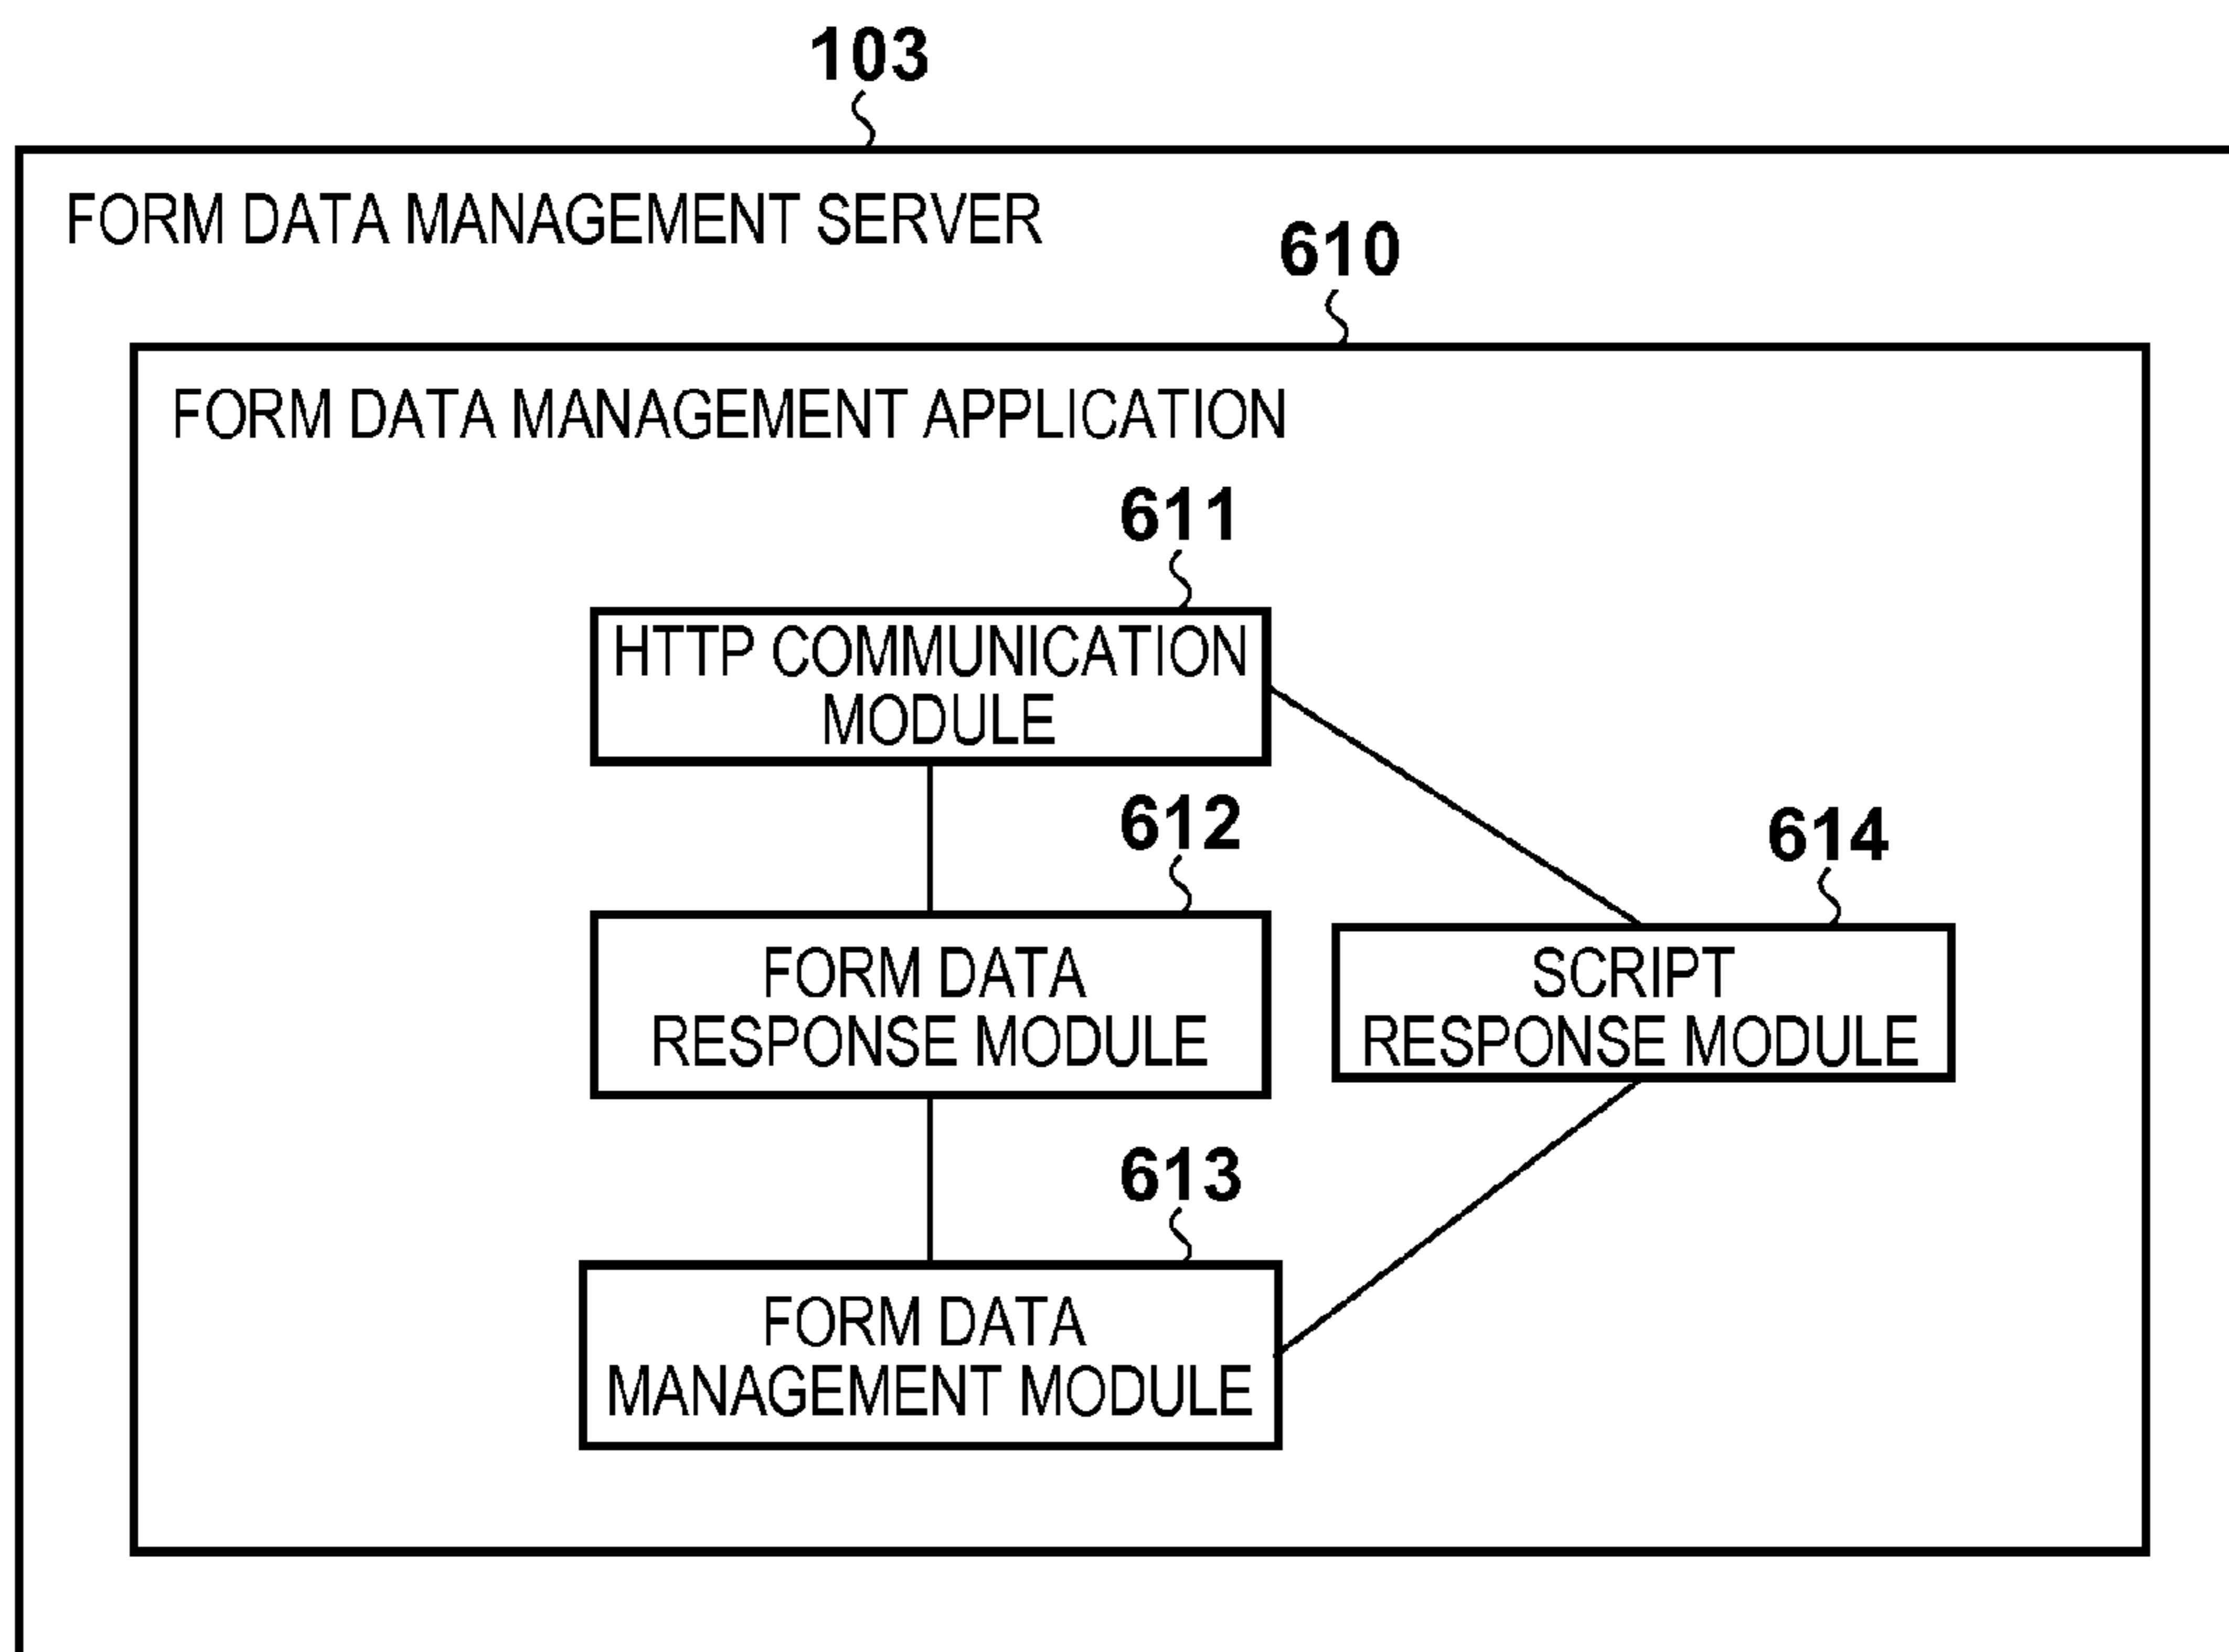 103
FORM DATA MANAGEMENT SERVER
610
FORM DATA MANAGEMENT APPLICATION
611
HTTP COMMUNICATION
MODULE
612
FORM DATA
RESPONSE MODULE
614
SCRIPT
RESPONSE MODULE
613
FORM DATA
MANAGEMENT MODULE